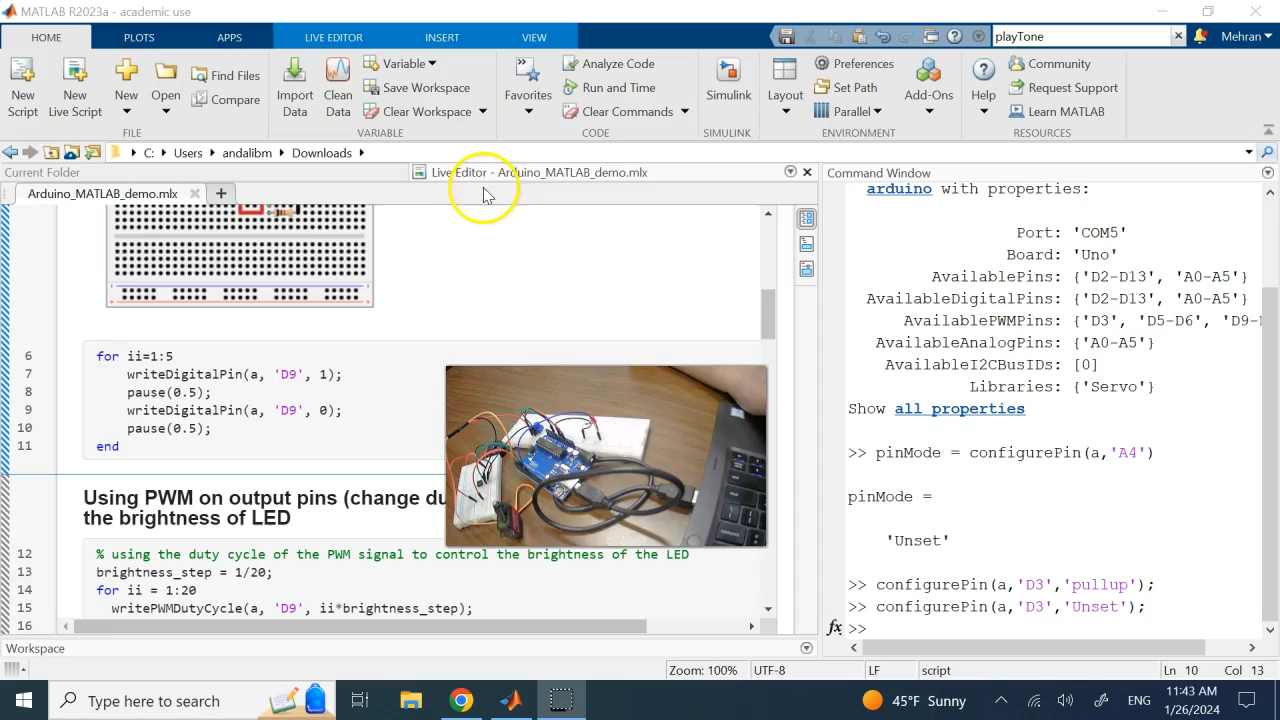 MATLAB R2023a - academic use
HOME PLOTS APPS LIVE EDITOR INSERT VIEW playTone Mehran
New Script
New Live Script
New
Open
Find Files
Compare
Import Data
Clean Data
Variable
Save Workspace
Clear Workspace
Favorites
Analyze Code
Run and Time
Clear Commands
Simulink
Layout
Preferences
Set Path
Parallel
Add-Ons
Help
Community
Request Support
Learn MATLAB
FILE VARIABLE CODE SIMULINK ENVIRONMENT RESOURCES
C: Users andalibm Downloads
Current Folder
Live Editor - Arduino_MATLAB_demo.mlx
Arduino_MATLAB_demo.mlx
6 for ii=1:5
7 writeDigitalPin(a, 'D9', 1);
8 pause(0.5);
9 writeDigitalPin(a, 'D9', 0);
10 pause(0.5);
11 end
Using PWM on output pins (change du
the brightness of LED
12 % using the duty cycle of the PWM signal to control the brightness of the LED
13 brightness_step = 1/20;
14 for ii = 1:20
15 writePWMDutyCycle(a, 'D9', ii*brightness_step);
16
Workspace
Command Window
arduino with properties:
Port: 'COM5'
Board: 'Uno'
AvailablePins: {'D2-D13', 'A0-A5'}
AvailableDigitalPins: {'D2-D13', 'A0-A5'}
AvailablePWMPins: {'D3', 'D5-D6', 'D9-D
AvailableAnalogPins: {'A0-A5'}
AvailableI2CBusIDs: [0]
Libraries: {'Servo'}
Show all properties
>> pinMode = configurePin(a,'A4')
pinMode =
'Unset'
>> configurePin(a,'D3','pullup');
>> configurePin(a,'D3','Unset');
fx >>
Zoom: 100% UTF-8 LF script Ln 10 Col 13
Type here to search
45°F Sunny
ENG
11:43 AM
1/26/2024